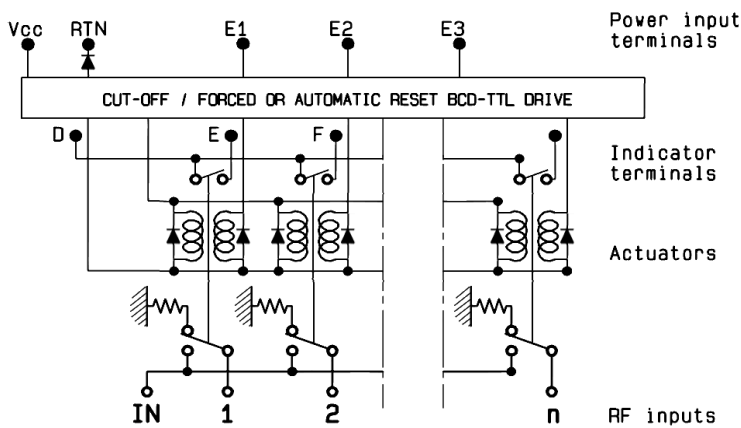 Vcc RTN E1 E2 E3 Power input
terminals
CUT-OFF / FORCED OR AUTOMATIC RESET BCD-TTL DRIVE
D E F Indicator
terminals
Actuators
IN 1 2 n RF inputs